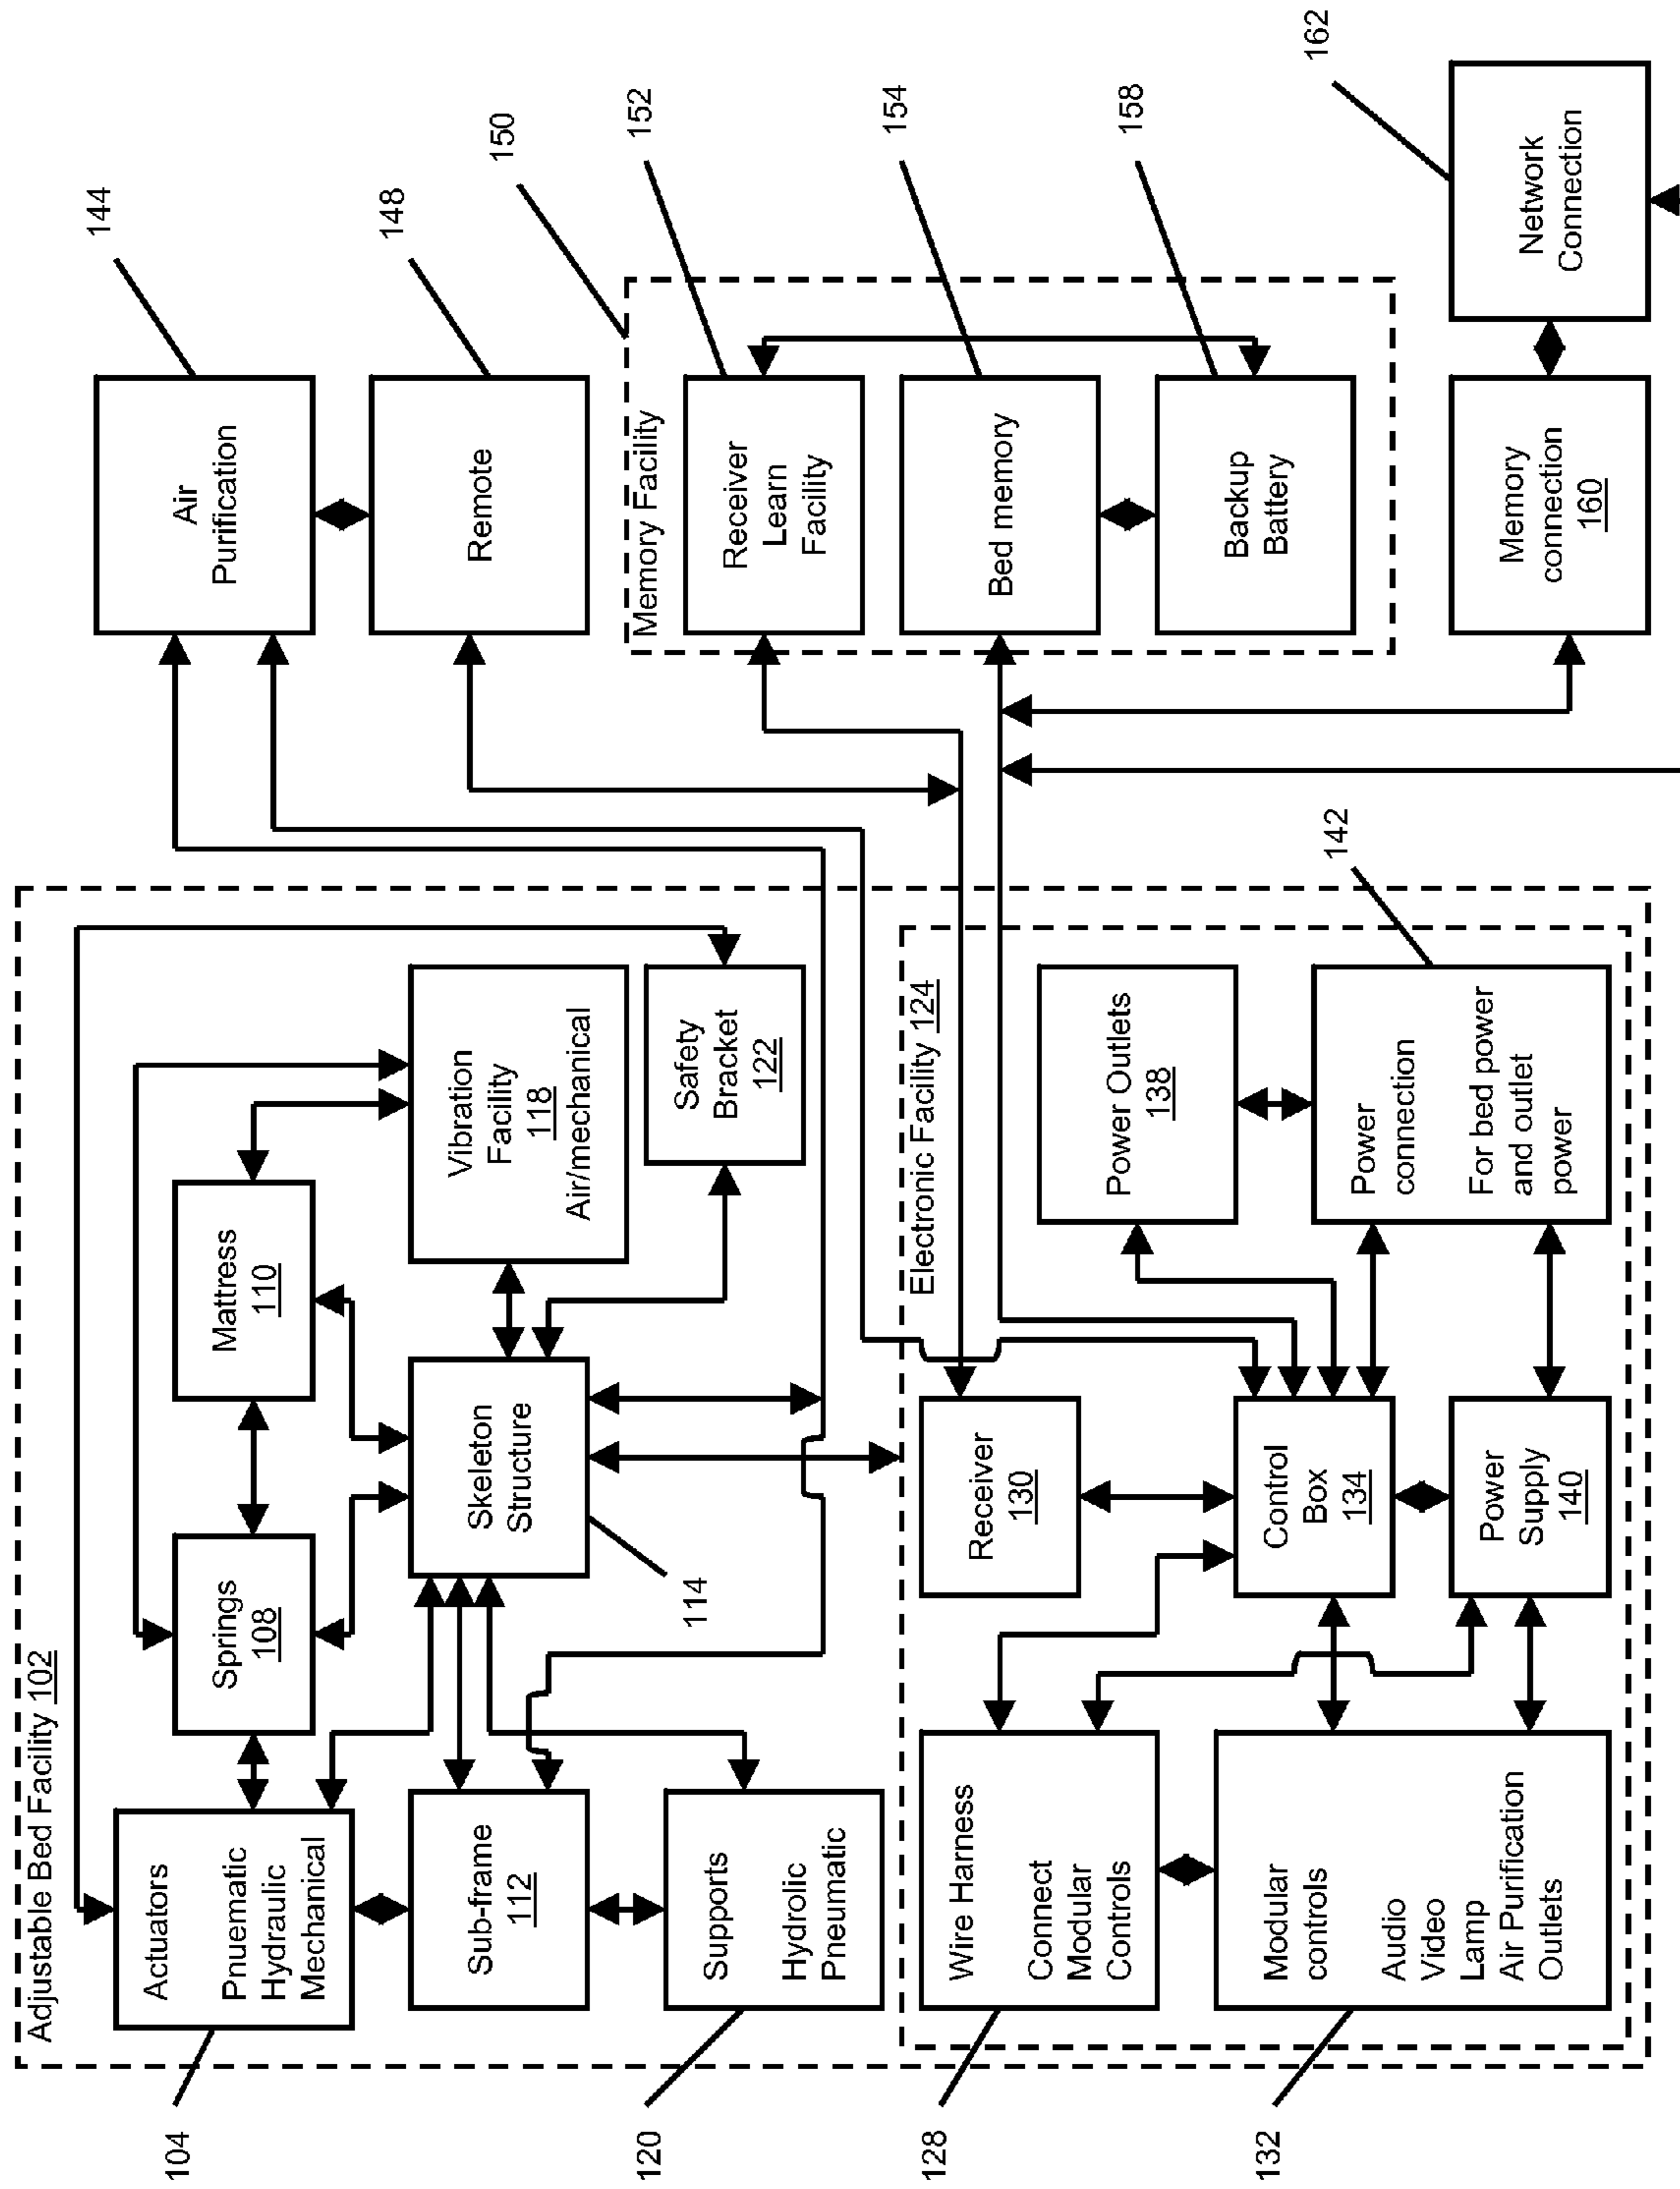 Adjustable Bed Facility 102
Actuators
Pnuematic
Hydraulic
Mechanical
104
Springs
108
Mattress
110
Sub-frame
112
Skeleton
Structure
114
Vibration
Facility
118
Air/mechanical
Supports
Hydrolic
Pneumatic
120
Safety
Bracket
122
Electronic Facility 124
Wire Harness
Connect
Modular
Controls
128
Receiver
130
Power Outlets
138
Modular
controls
Audio
Video
Lamp
Air Purification
Outlets
132
Control
Box
134
Power
Supply
140
Power
connection
For bed power
and outlet
power
142
Air
Purification
144
Remote
148
150
Memory Facility
Receiver
Learn
Facility
152
Bed memory
154
Backup
Battery
158
Memory
connection
160
Network
Connection
162